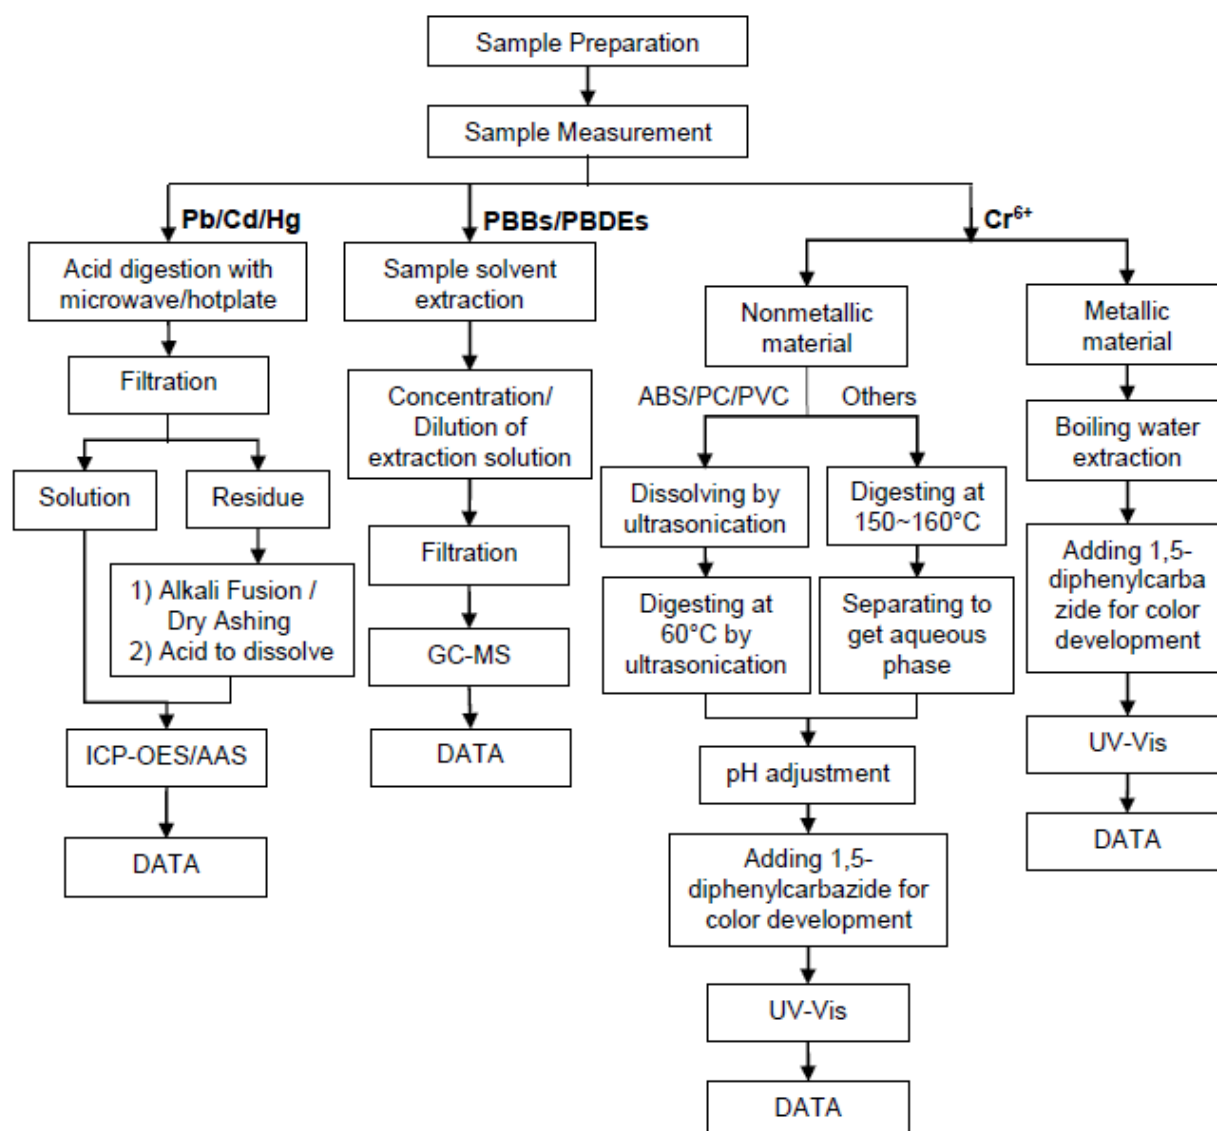 Sample Preparation
Sample Measurement
Pb/Cd/Hg
Acid digestion with
microwave/hotplate
Filtration
Solution
Residue
1) Alkali Fusion /
Dry Ashing
2) Acid to dissolve
ICP-OES/AAS
DATA
PBBs/PBDEs
Sample solvent
extraction
Concentration/
Dilution of
extraction solution
Filtration
GC-MS
DATA
Cr⁶⁺
Nonmetallic
material
ABS/PC/PVC
Others
Dissolving by
ultrasonication
Digesting at
60°C by
ultrasonication
Digesting at
150~160°C
Separating to
get aqueous
phase
pH adjustment
Adding 1,5-
diphenylcarbazide for
color development
UV-Vis
DATA
Metallic
material
Boiling water
extraction
Adding 1,5-
diphenylcarba
zide for color
development
UV-Vis
DATA